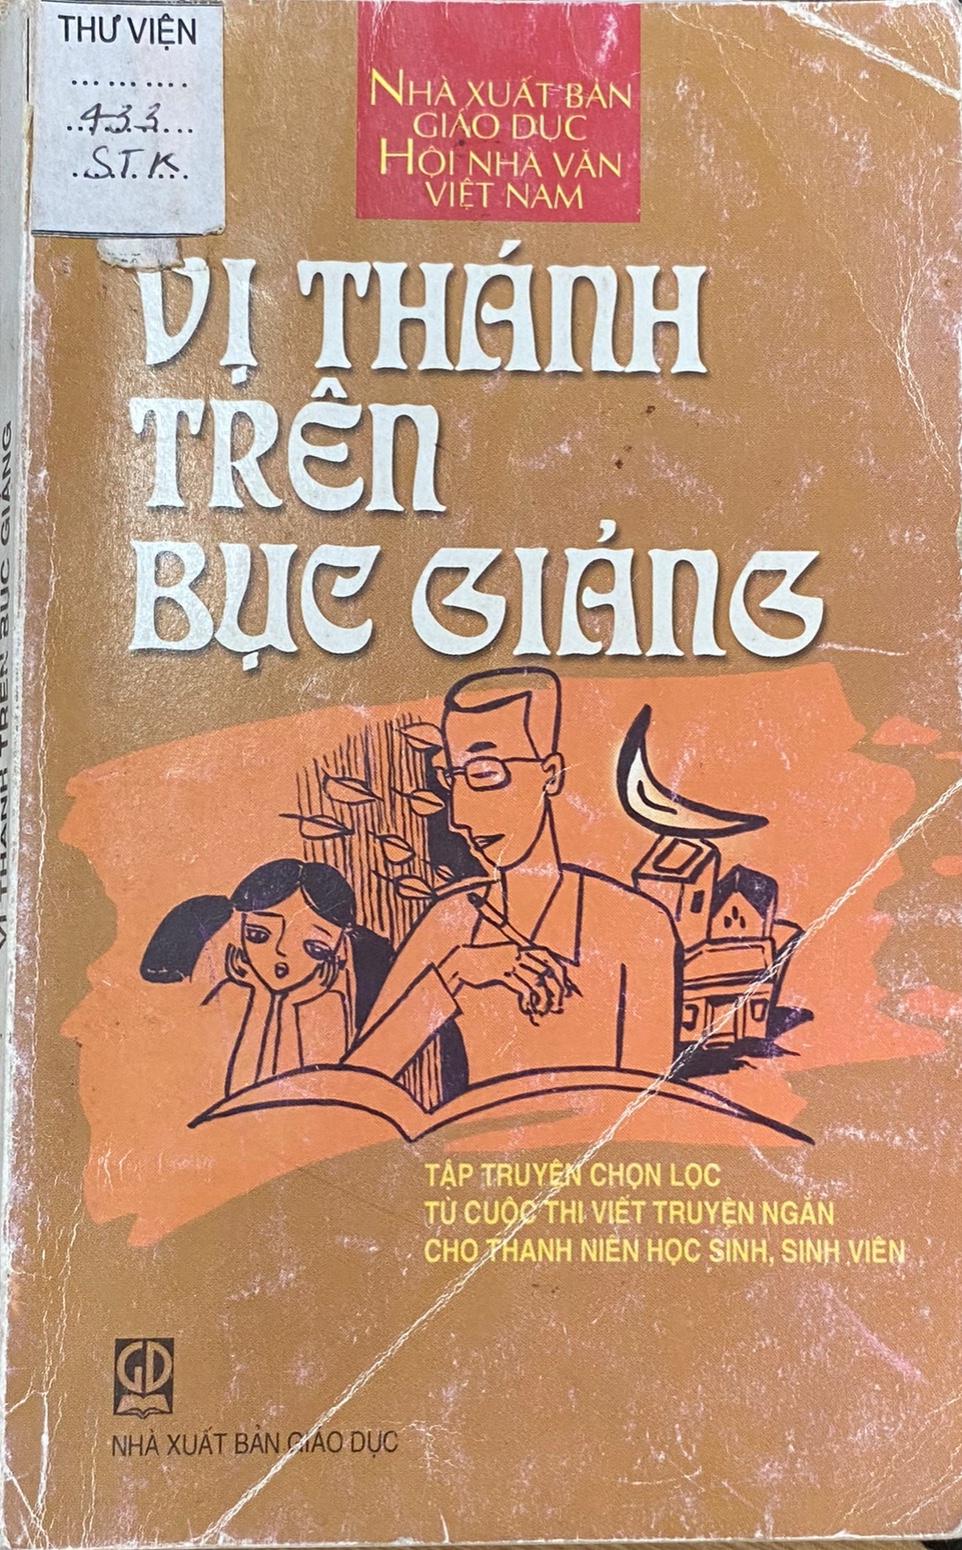 THƯ VIỆN
433
S.T.K
NHÀ XUẤT BẢN
GIÁO DỤC
HỘI NHÀ VĂN
VIỆT NAM
VỊ THÁNH
TRÊN
BỤC GIẢNG
VỊ THÁNH TRÊN BỤC GIẢNG
TẬP TRUYỆN CHỌN LỌC
TỪ CUỘC THI VIẾT TRUYỆN NGẮN
CHO THANH NIÊN HỌC SINH, SINH VIÊN
GD
NHÀ XUẤT BẢN GIÁO DỤC